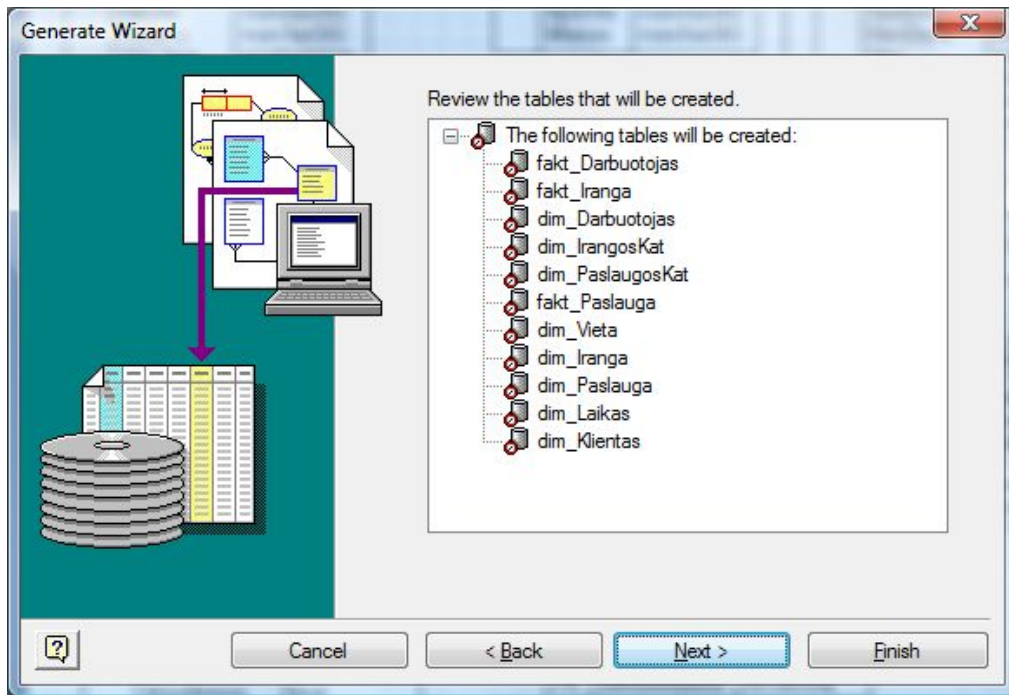 Generate Wizard
Review the tables that will be created.
The following tables will be created:
fakt_Darbuotojas
fakt_Iranga
dim_Darbuotojas
dim_IrangosKat
dim_PaslaugosKat
fakt_Paslauga
dim_Vieta
dim_Iranga
dim_Paslauga
dim_Laikas
dim_Klientas
Cancel
< Back
Next >
Finish